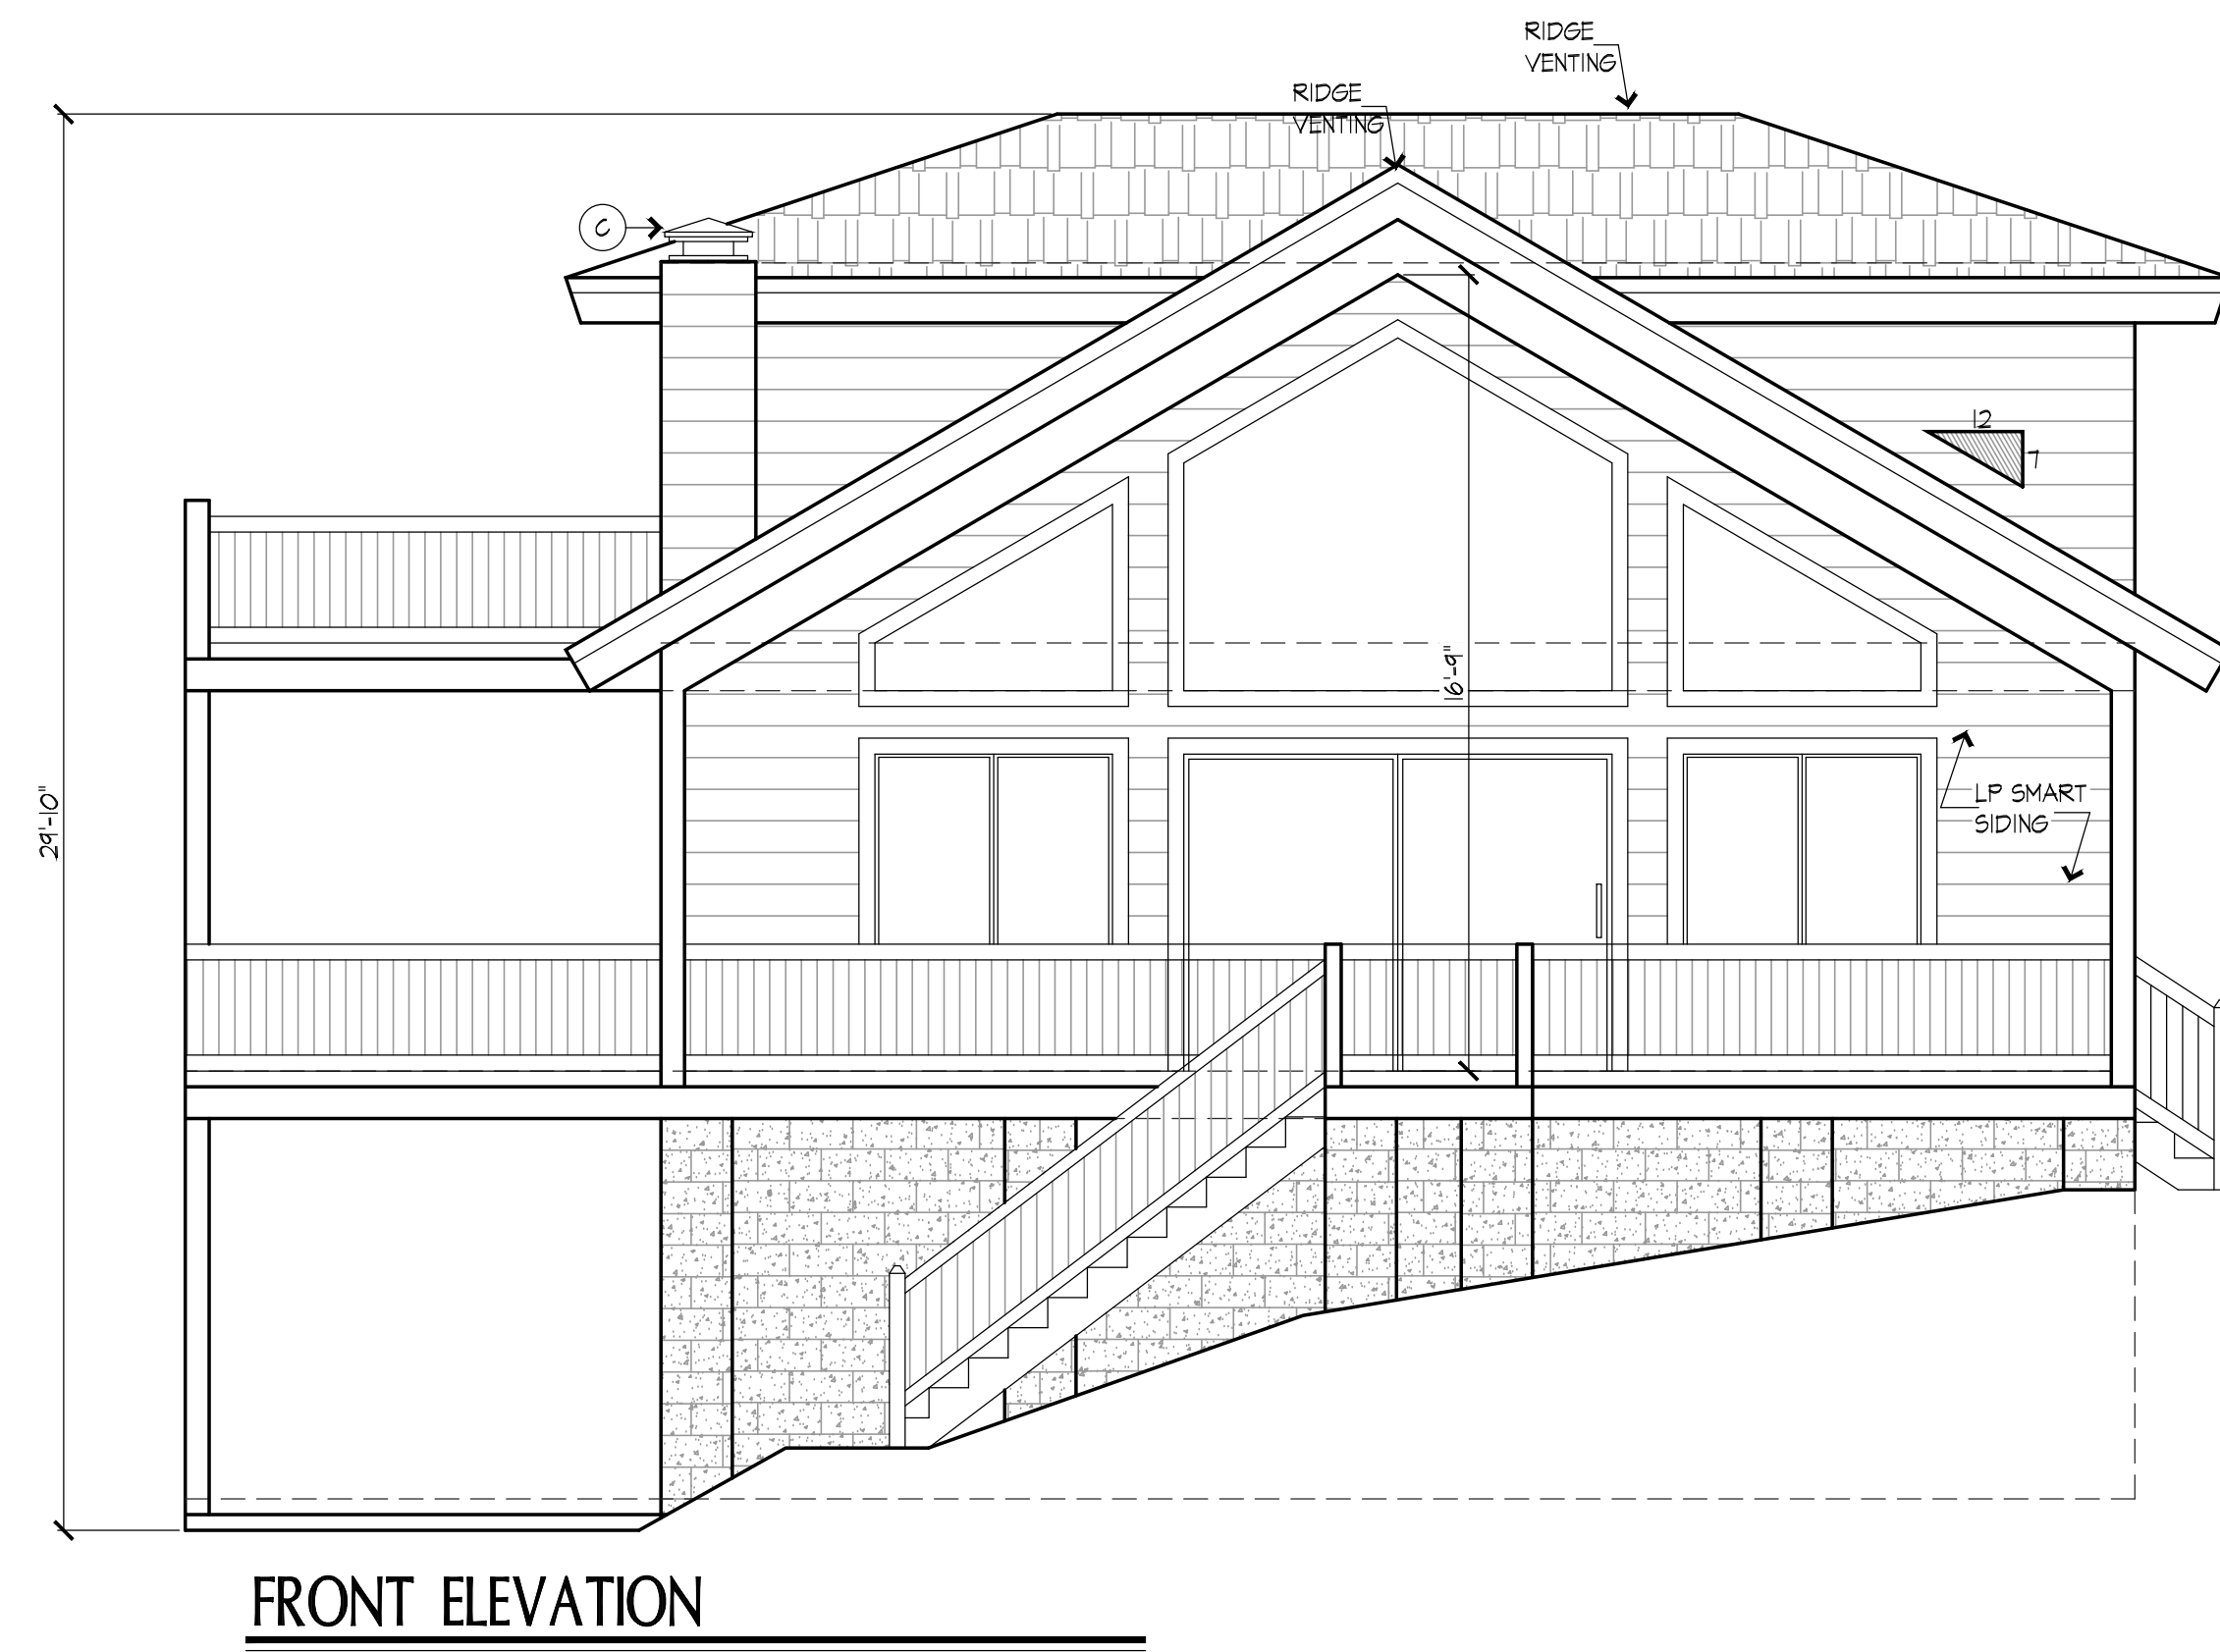 RIDGE
VENTING
RIDGE
VENTING
C
12
7
16'-9"
29'-10"
LP SMART
SIDING
FRONT ELEVATION